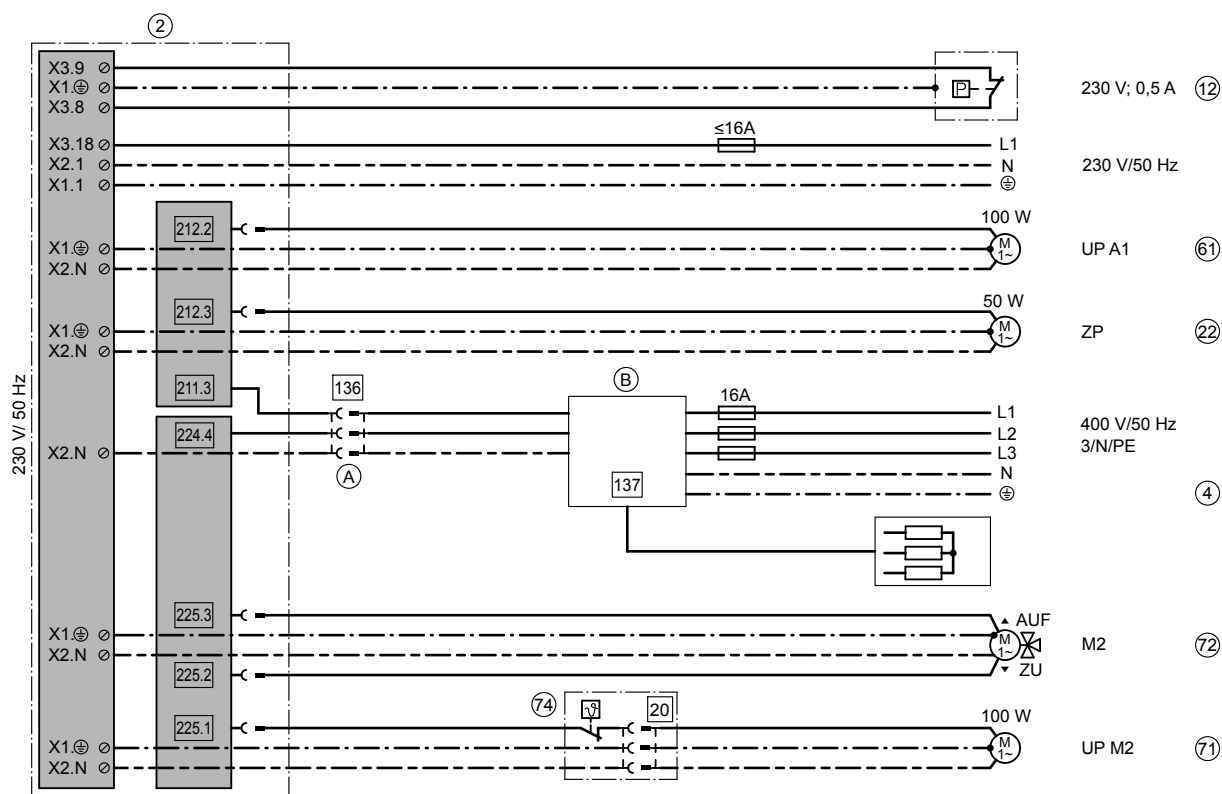 2
X3.9
X1.⏚
X3.8
P
230 V; 0,5 A 12
X3.18
≤16A
L1
X2.1
N
230 V/50 Hz
X1.1
212.2
100 W
X1.⏚
M 1~
UP A1 61
X2.N
212.3
50 W
X1.⏚
M 1~
ZP 22
X2.N
230 V/ 50 Hz
211.3
136
B
16A
L1
224.4
L2
400 V/50 Hz
3/N/PE
X2.N
L3
A
137
N
4
225.3
AUF
X1.⏚
M 1~
M2 72
X2.N
225.2
ZU
74
ϑ
20
225.1
100 W
X1.⏚
M 1~
UP M2 71
X2.N